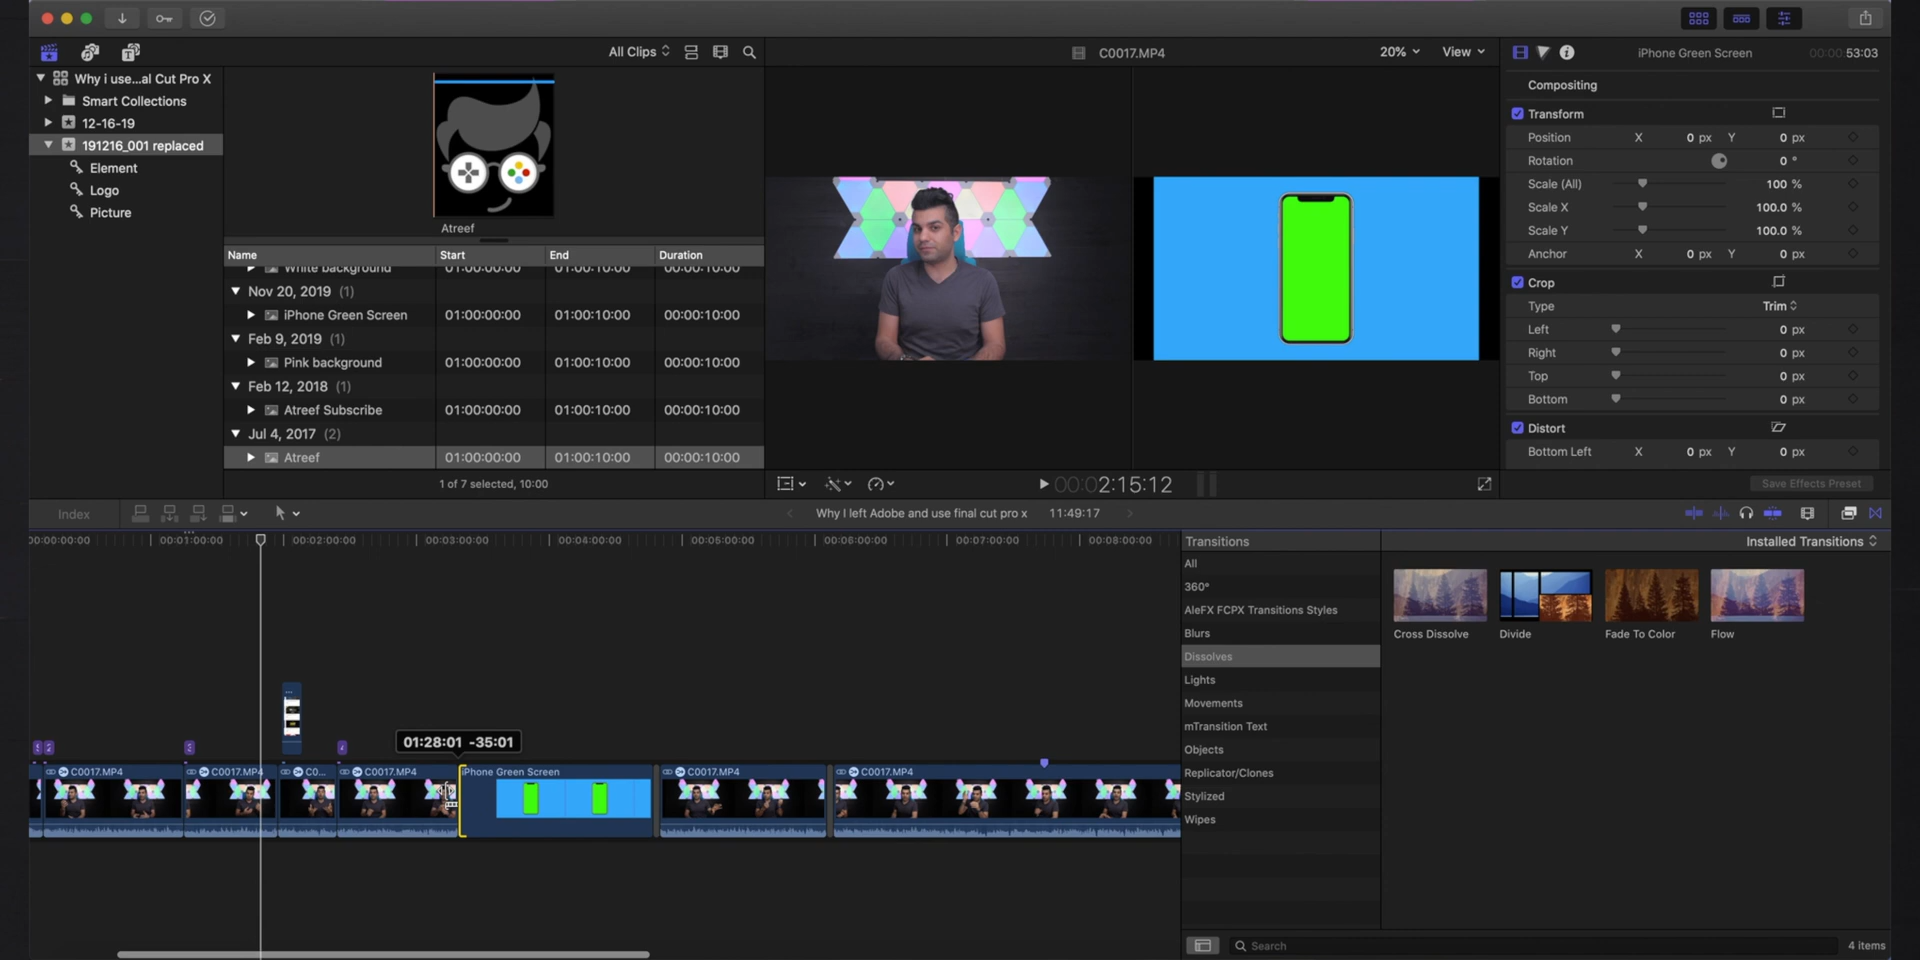 All Clips
C0017.MP4
20%
View
iPhone Green Screen
00:00:53:03
Why i use...al Cut Pro X
Smart Collections
12-16-19
191216_001 replaced
Element
Logo
Picture
Atreef
Name Start End Duration
White background 01:00:00:00 01:00:10:00 00:00:10:00
Nov 20, 2019 (1)
iPhone Green Screen 01:00:00:00 01:00:10:00 00:00:10:00
Feb 9, 2019 (1)
Pink background 01:00:00:00 01:00:10:00 00:00:10:00
Feb 12, 2018 (1)
Atreef Subscribe 01:00:00:00 01:00:10:00 00:00:10:00
Jul 4, 2017 (2)
Atreef 01:00:00:00 01:00:10:00 00:00:10:00
1 of 7 selected, 10:00
00:02:15:12
Compositing
Transform
Position X 0 px Y 0 px
Rotation 0 °
Scale (All) 100 %
Scale X 100.0 %
Scale Y 100.0 %
Anchor X 0 px Y 0 px
Crop
Type Trim
Left 0 px
Right 0 px
Top 0 px
Bottom 0 px
Distort
Bottom Left X 0 px Y 0 px
Save Effects Preset
Index
Why I left Adobe and use final cut pro x 11:49:17
00:00:00:00 00:01:00:00 00:02:00:00 00:03:00:00 00:04:00:00 00:05:00:00 00:06:00:00 00:07:00:00 00:08:00:00
01:28:01 -35:01
C0017.MP4 C0017.MP4 C0... C0017.MP4 iPhone Green Screen C0017.MP4 C0017.MP4
Transitions
All
360°
AleFX FCPX Transitions Styles
Blurs
Dissolves
Lights
Movements
mTransition Text
Objects
Replicator/Clones
Stylized
Wipes
Installed Transitions
Cross Dissolve Divide Fade To Color Flow
Search
4 items